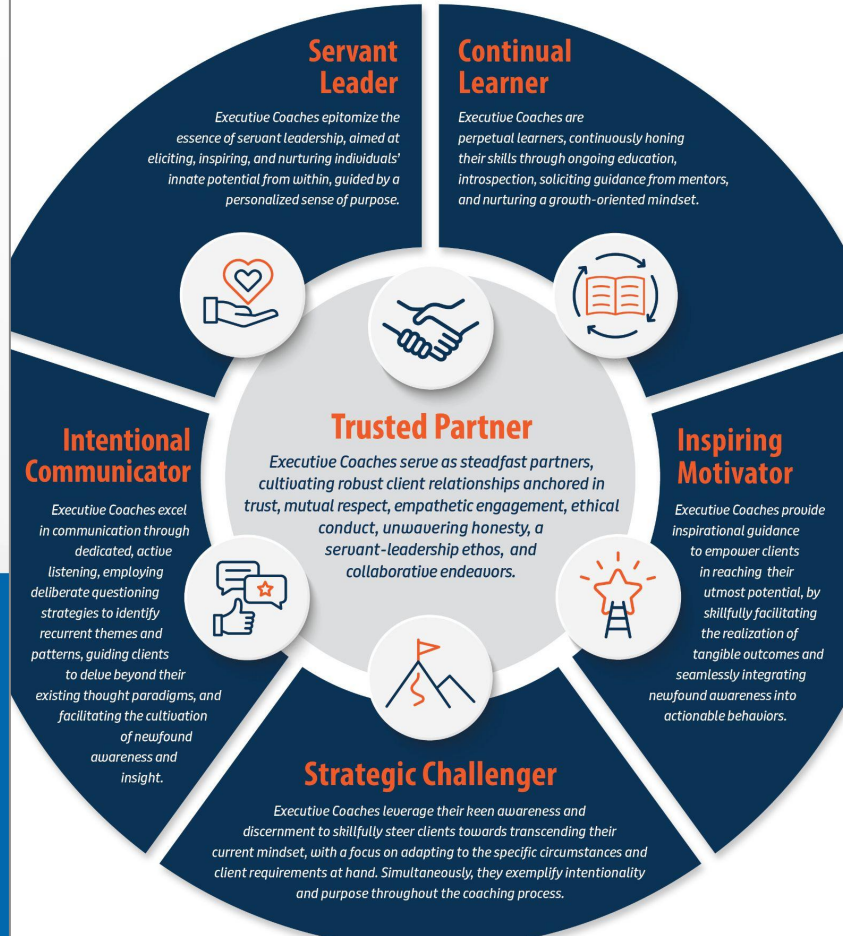 Servant
Leader
Executive Coaches epitomize the
essence of servant leadership, aimed at
eliciting, inspiring, and nurturing individuals’
innate potential from within, guided by a
personalized sense of purpose.
Continual
Learner
Executive Coaches are
perpetual learners, continuously honing
their skills through ongoing education,
introspection, soliciting guidance from mentors,
and nurturing a growth-oriented mindset.
Trusted Partner
Executive Coaches serve as steadfast partners,
cultivating robust client relationships anchored in
trust, mutual respect, empathetic engagement, ethical
conduct, unwavering honesty, a
servant-leadership ethos, and
collaborative endeavors.
Intentional
Communicator
Executive Coaches excel
in communication through
dedicated, active
listening, employing
deliberate questioning
strategies to identify
recurrent themes and
patterns, guiding clients
to delve beyond their
existing thought paradigms, and
facilitating the cultivation
of newfound
awareness and
insight.
Inspiring
Motivator
Executive Coaches provide
inspirational guidance
to empower clients
in reaching their
utmost potential, by
skillfully facilitating
the realization of
tangible outcomes and
seamlessly integrating
newfound awareness into
actionable behaviors.
Strategic Challenger
Executive Coaches leverage their keen awareness and
discernment to skillfully steer clients towards transcending their
current mindset, with a focus on adapting to the specific circumstances and
client requirements at hand. Simultaneously, they exemplify intentionality
and purpose throughout the coaching process.